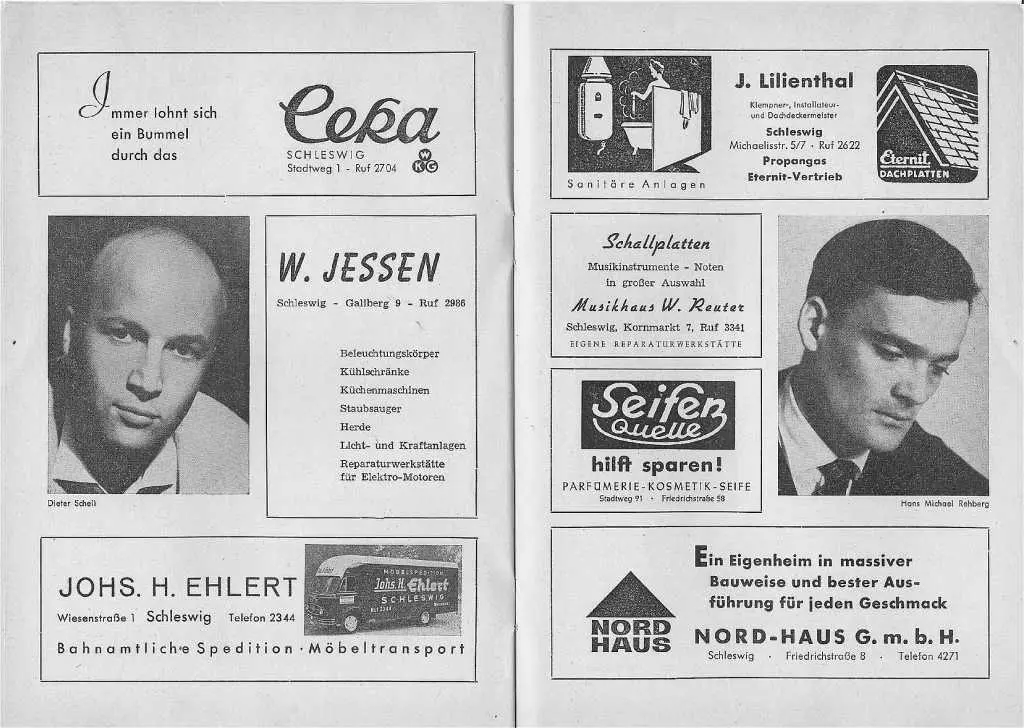 Immer lohnt sich
ein Bummel
durch das
Ceka
SCHLESWIG
Stadtweg 1 - Ruf 2704
WKG
Dieter Schell
W. JESSEN
Schleswig - Gallberg 9 - Ruf 2986
Beleuchtungskörper
Kühlschränke
Küchenmaschinen
Staubsauger
Herde
Licht- und Kraftanlagen
Reparaturwerkstätte
für Elektro-Motoren
JOHS. H. EHLERT
Wiesenstraße 1 Schleswig Telefon 2344
Bahnamtliche Spedition · Möbeltransport
MÖBELSPEDITION
Johs. H. Ehlert
SCHLESWIG
Ruf 2344
Sanitäre Anlagen
J. Lilienthal
Klempner-, Installateur-
und Dachdeckermeister
Schleswig
Michaelisstr. 5/7 · Ruf 2622
Propangas
Eternit-Vertrieb
Eternit
DACHPLATTEN
Schallplatten
Musikinstrumente - Noten
in großer Auswahl
Musikhaus W. Reuter
Schleswig, Kornmarkt 7, Ruf 3341
EIGENE REPARATURWERKSTÄTTE
Seifen
Quelle
hilft sparen!
PARFÜMERIE-KOSMETIK-SEIFE
Stadtweg 91 · Friedrichstraße 58
Hans Michael Rehberg
NORD
HAUS
Ein Eigenheim in massiver
Bauweise und bester Aus-
führung für jeden Geschmack
NORD-HAUS G. m. b. H.
Schleswig · Friedrichstraße 8 · Telefon 4271